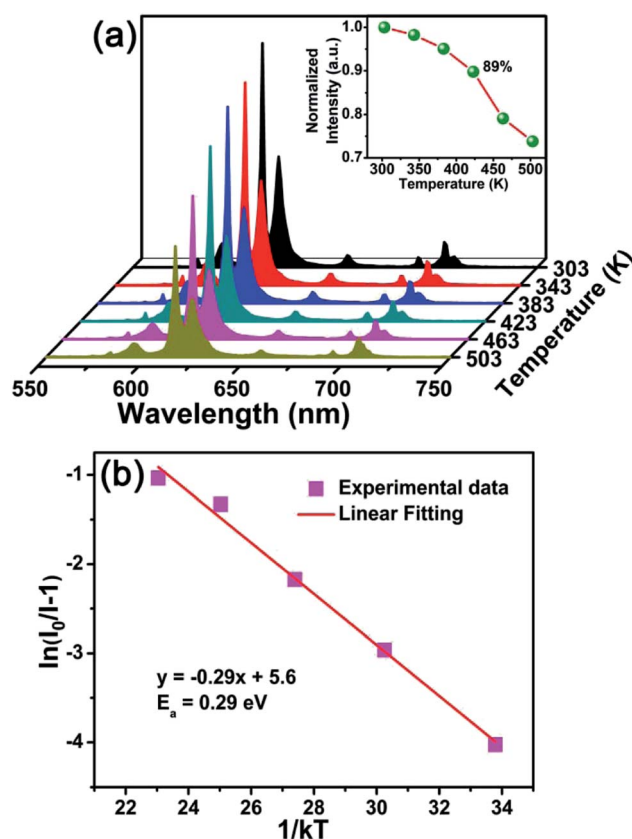 (a)
Normalized
Intensity (a.u.)
1.0
0.9
0.8
0.7
89%
300 350 400 450 500
Temperature (K)
303
343
383
423
463
503
Temperature (K)
550 600 650 700 750
Wavelength (nm)
(b)
ln(I₀/I-1)
-1
-2
-3
-4
Experimental data
Linear Fitting
y = -0.29x + 5.6
Eₐ = 0.29 eV
22 24 26 28 30 32 34
1/kT